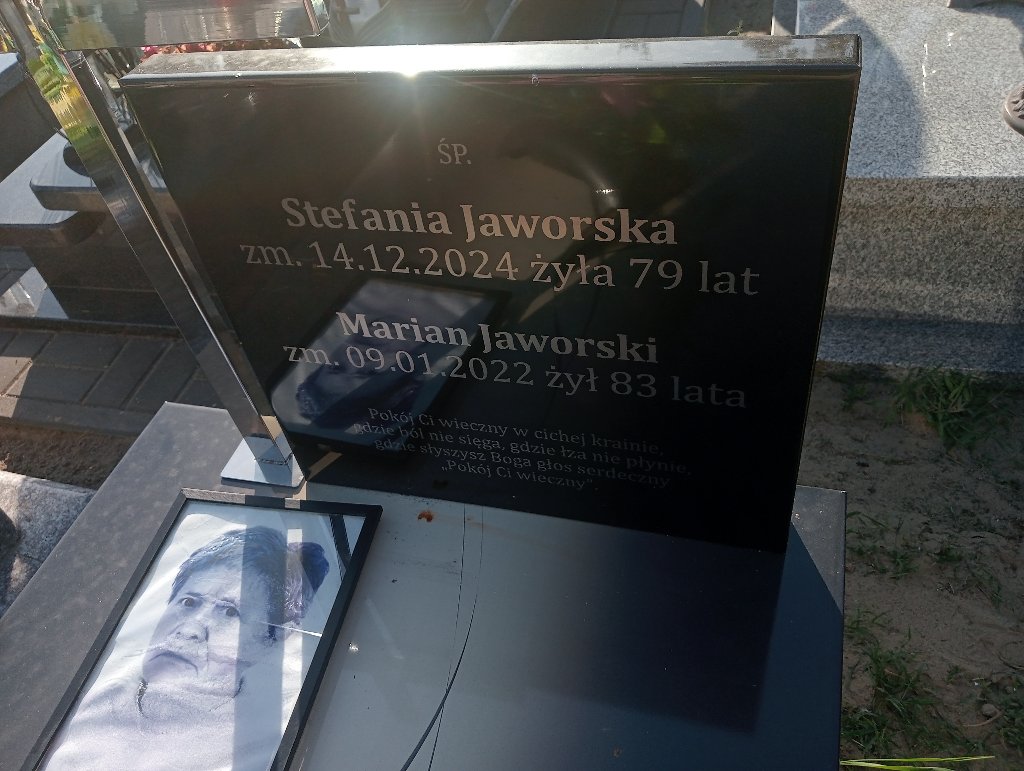 ŚP.
Stefania Jaworska
zm. 14.12.2024 żyła 79 lat
Marian Jaworski
zm. 09.01.2022 żył 83 lata
Pokój Ci wieczny w cichej krainie,
gdzie ból nie sięga, gdzie łza nie płynie,
gdzie słyszysz Boga głos serdeczny
„Pokój Ci wieczny”.